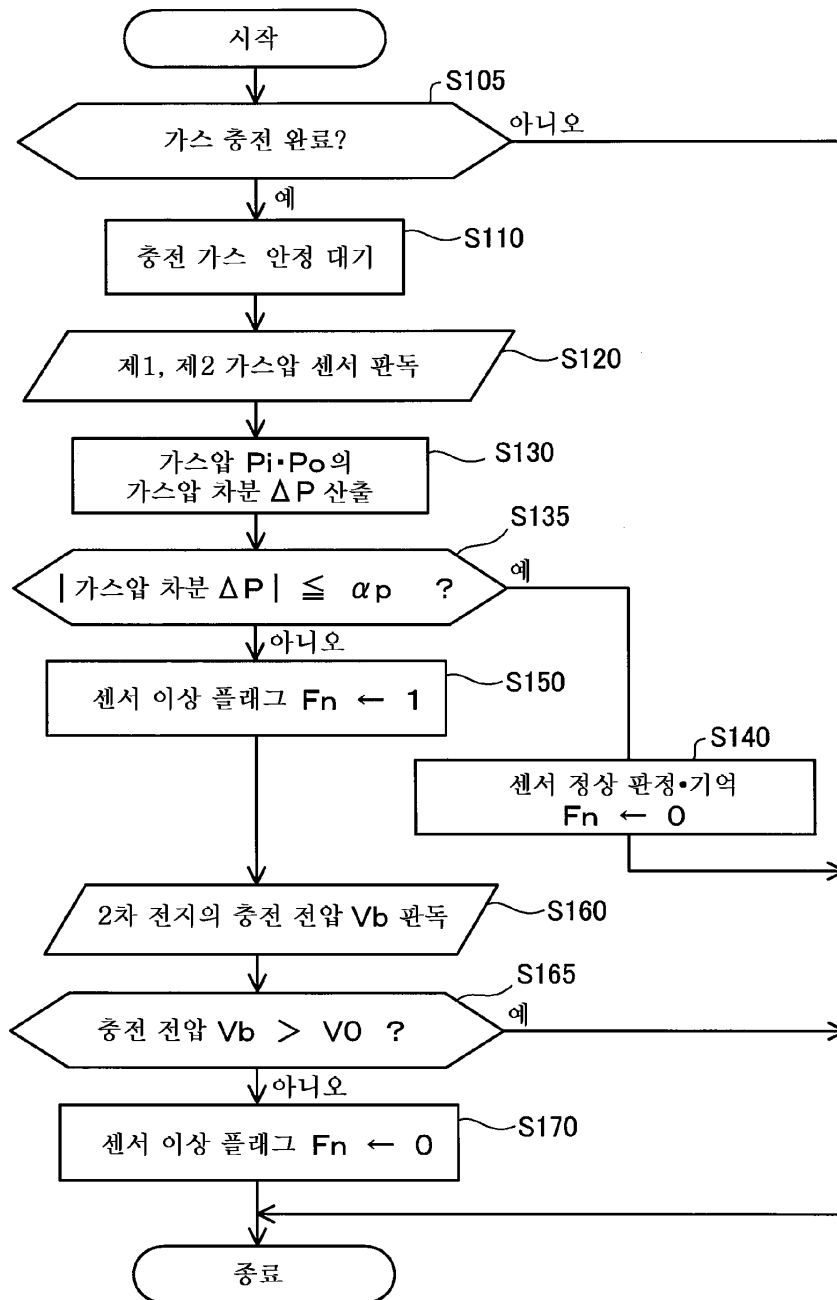 시작
S105
가스 충전 완료?
아니오
예
S110
충전 가스 안정 대기
S120
제1, 제2 가스압 센서 판독
S130
가스압 Pi·Po의
가스압 차분 ΔP 산출
S135
|가스압 차분 ΔP| ≦ αp ?
예
아니오
S150
센서 이상 플래그 Fn ← 1
S140
센서 정상 판정·기억
Fn ← 0
S160
2차 전지의 충전 전압 Vb 판독
S165
충전 전압 Vb > V0 ?
예
아니오
S170
센서 이상 플래그 Fn ← 0
종료